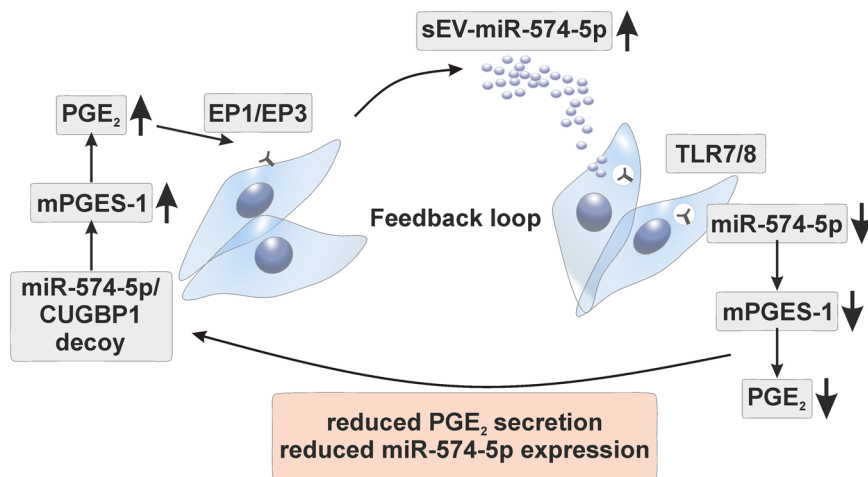 sEV-miR-574-5p
PGE₂
EP1/EP3
mPGES-1
miR-574-5p/
CUGBP1
decoy
Feedback loop
TLR7/8
miR-574-5p
mPGES-1
PGE₂
reduced PGE₂ secretion
reduced miR-574-5p expression